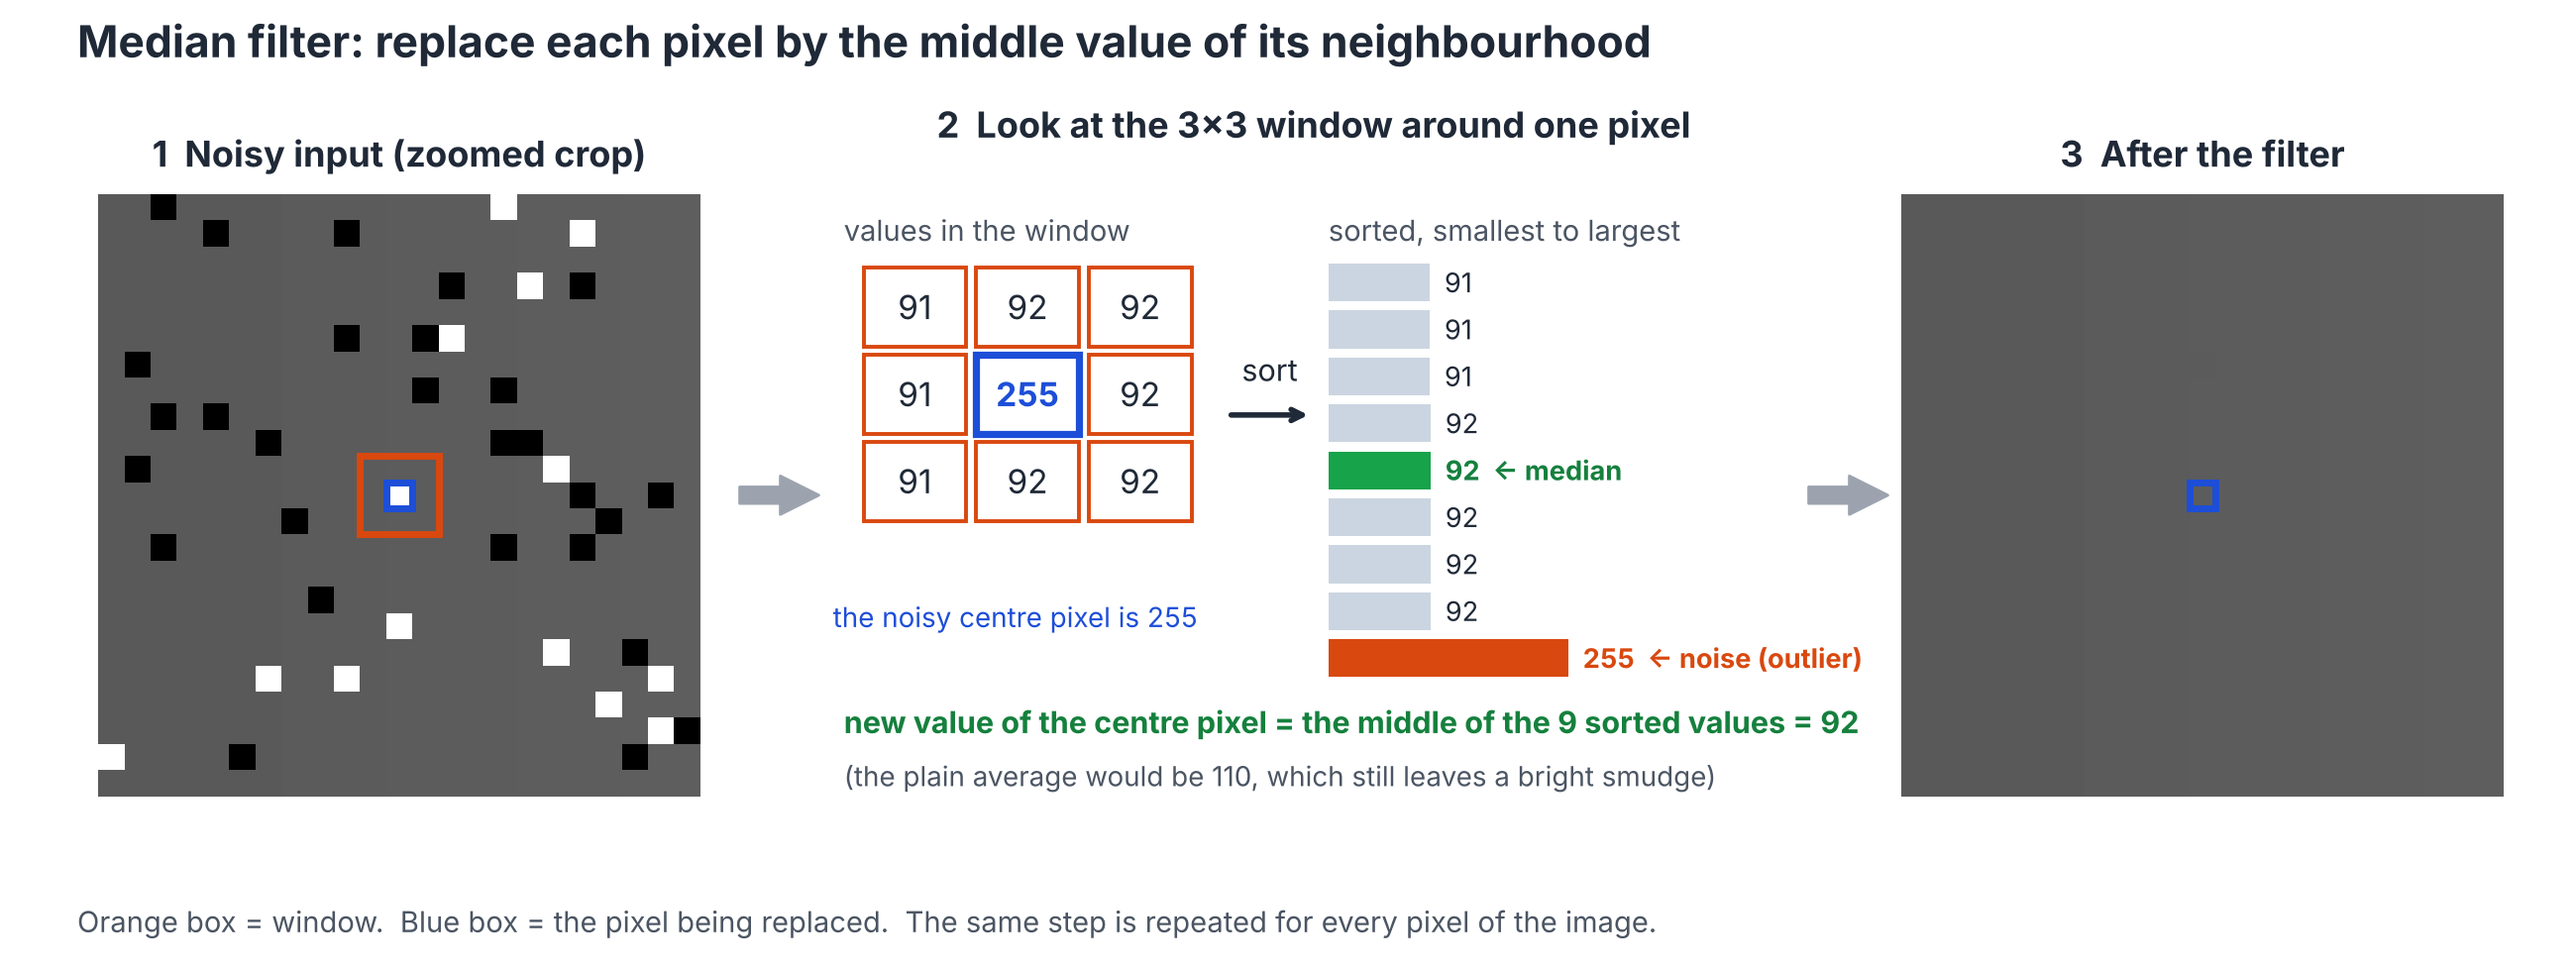 Median filter: replace each pixel by the middle value of its neighbourhood
1 Noisy input (zoomed crop)
2 Look at the 3×3 window around one pixel
3 After the filter
values in the window
91 92 92
91 255 92
91 92 92
the noisy centre pixel is 255
sort
sorted, smallest to largest
91
91
91
92
92 ← median
92
92
92
255 ← noise (outlier)
new value of the centre pixel = the middle of the 9 sorted values = 92
(the plain average would be 110, which still leaves a bright smudge)
Orange box = window. Blue box = the pixel being replaced. The same step is repeated for every pixel of the image.